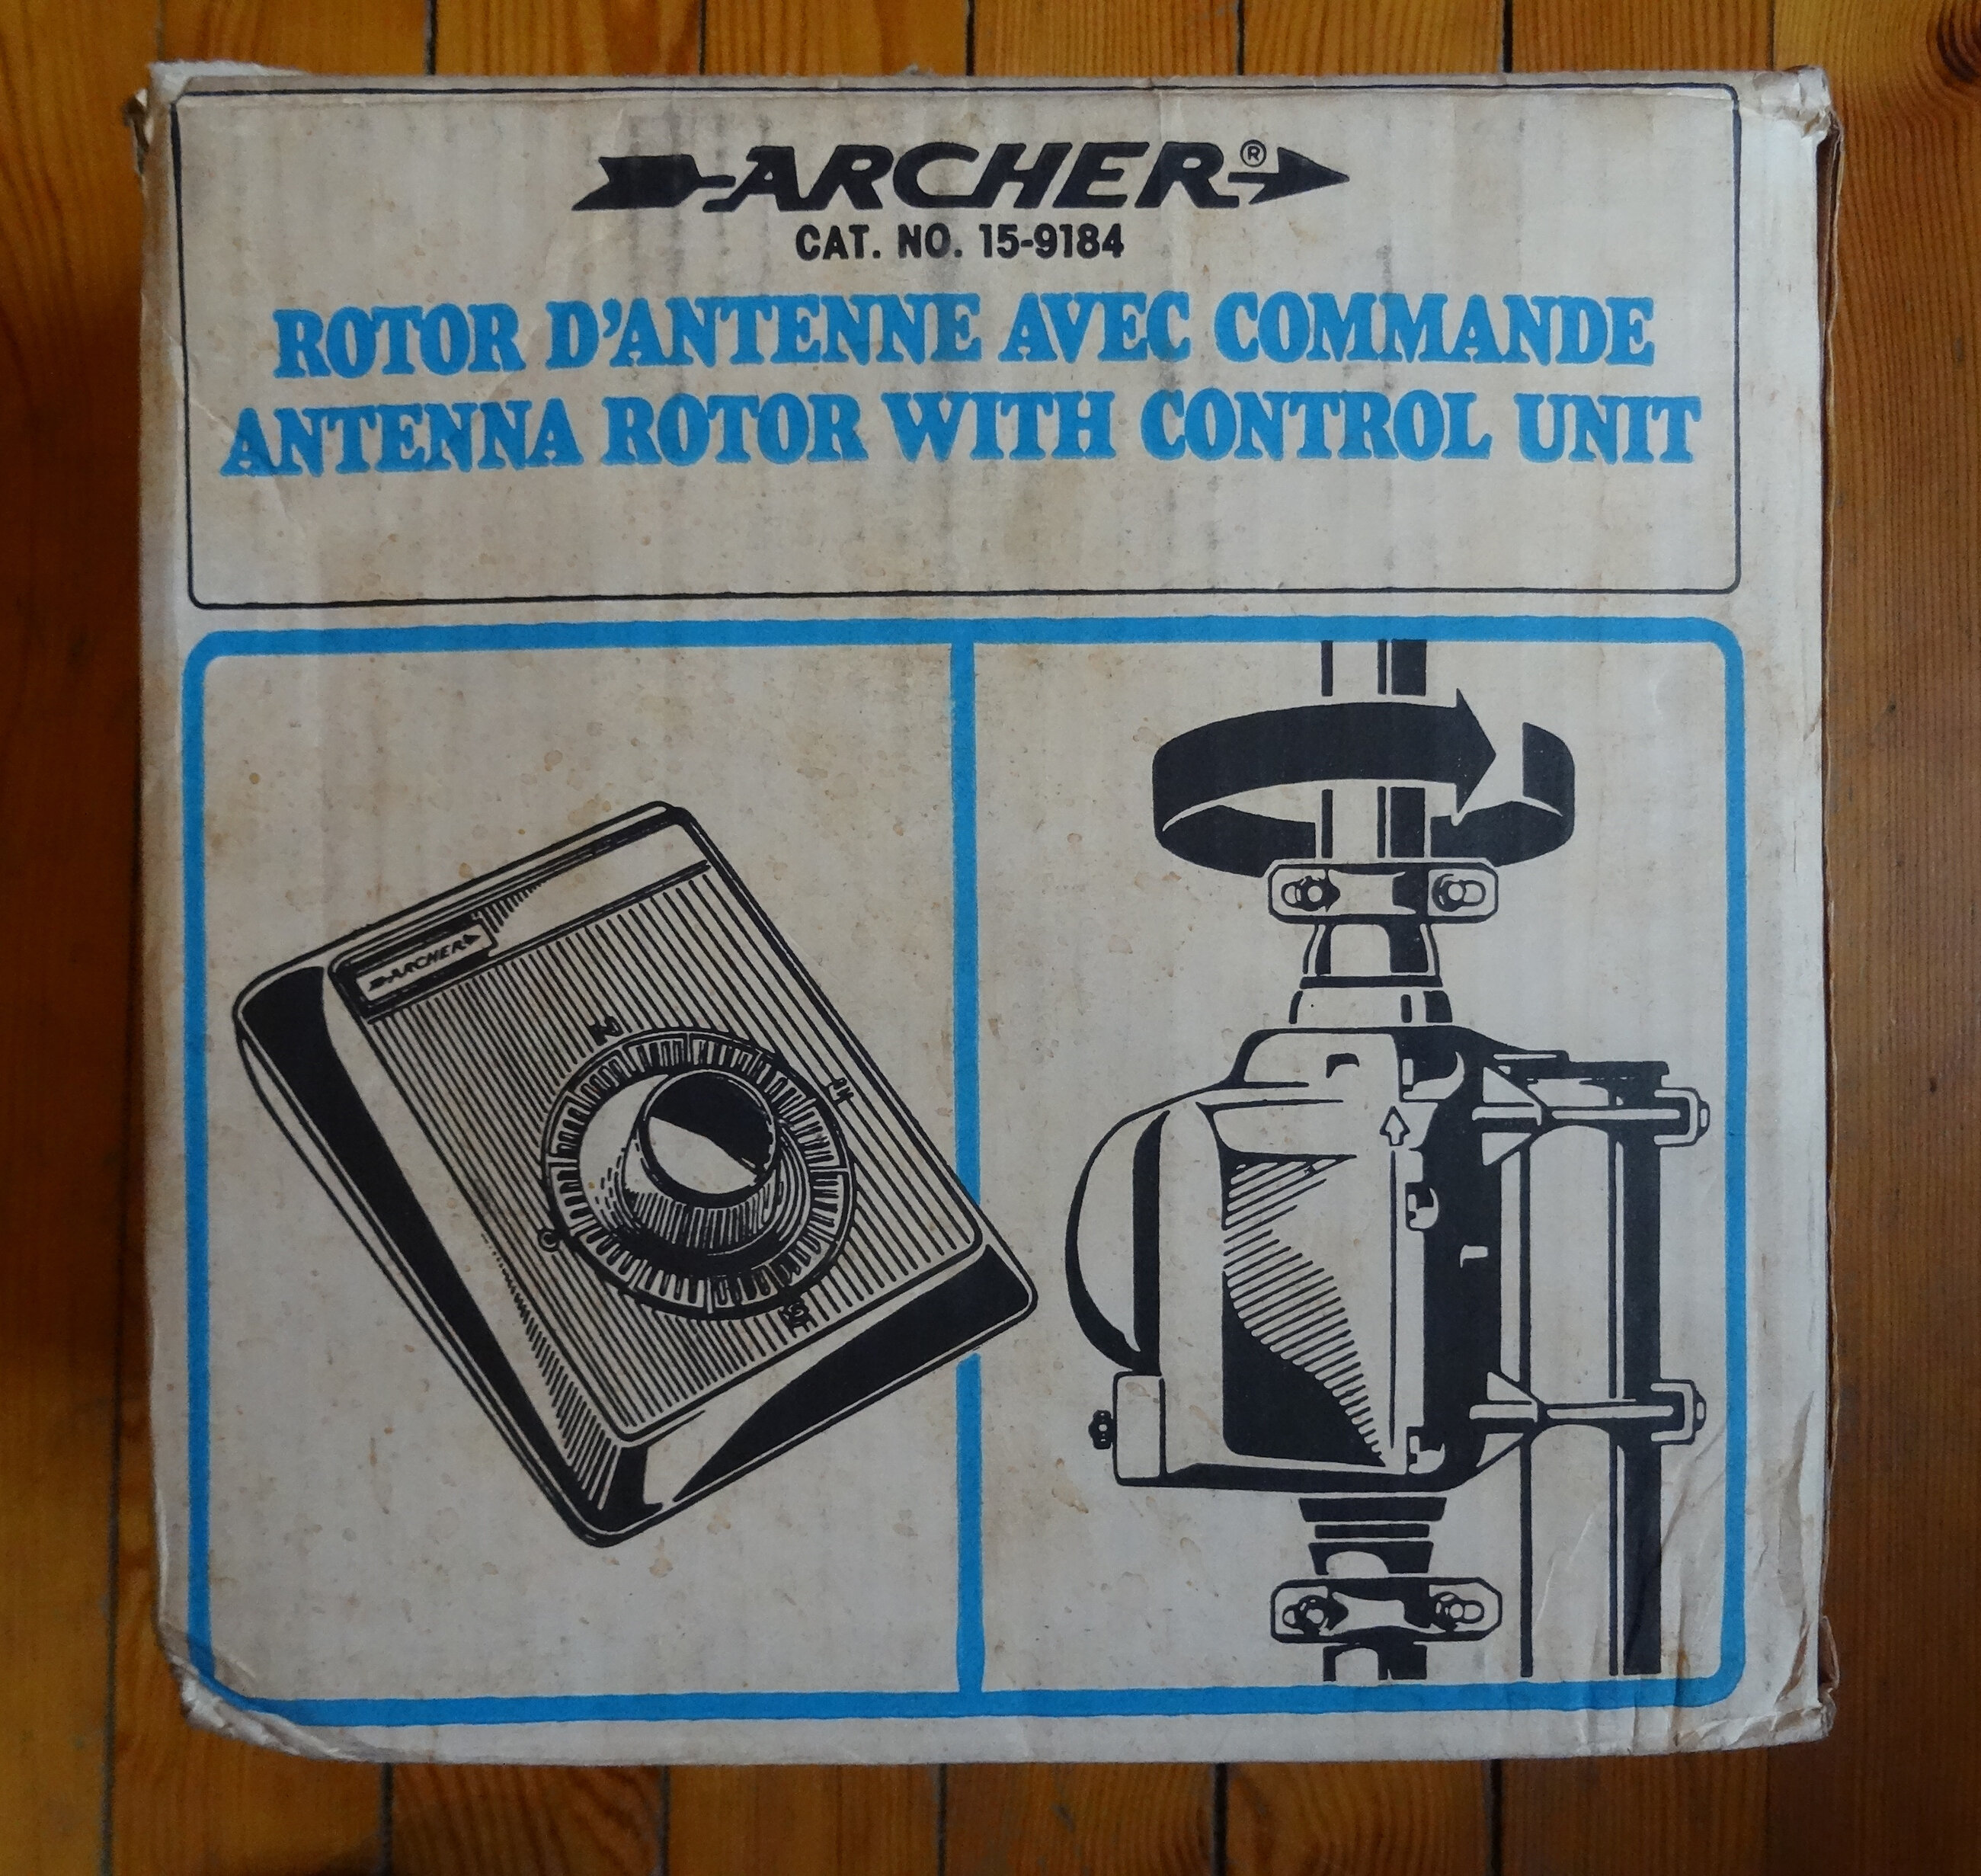 ARCHER®
CAT. NO. 15-9184
ROTOR D'ANTENNE AVEC COMMANDE
ANTENNA ROTOR WITH CONTROL UNIT
ARCHER